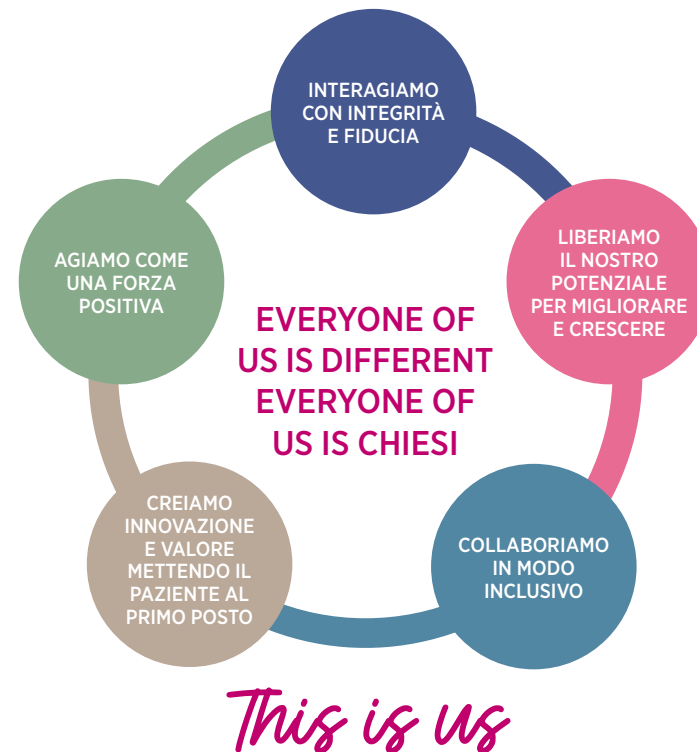 INTERAGIAMO
CON INTEGRITÀ
E FIDUCIA
LIBERIAMO
IL NOSTRO
POTENZIALE
PER MIGLIORARE
E CRESCERE
COLLABORIAMO
IN MODO
INCLUSIVO
CREIAMO
INNOVAZIONE
E VALORE
METTENDO IL
PAZIENTE AL
PRIMO POSTO
AGIAMO COME
UNA FORZA
POSITIVA
EVERYONE OF
US IS DIFFERENT
EVERYONE OF
US IS CHIESI
This is us